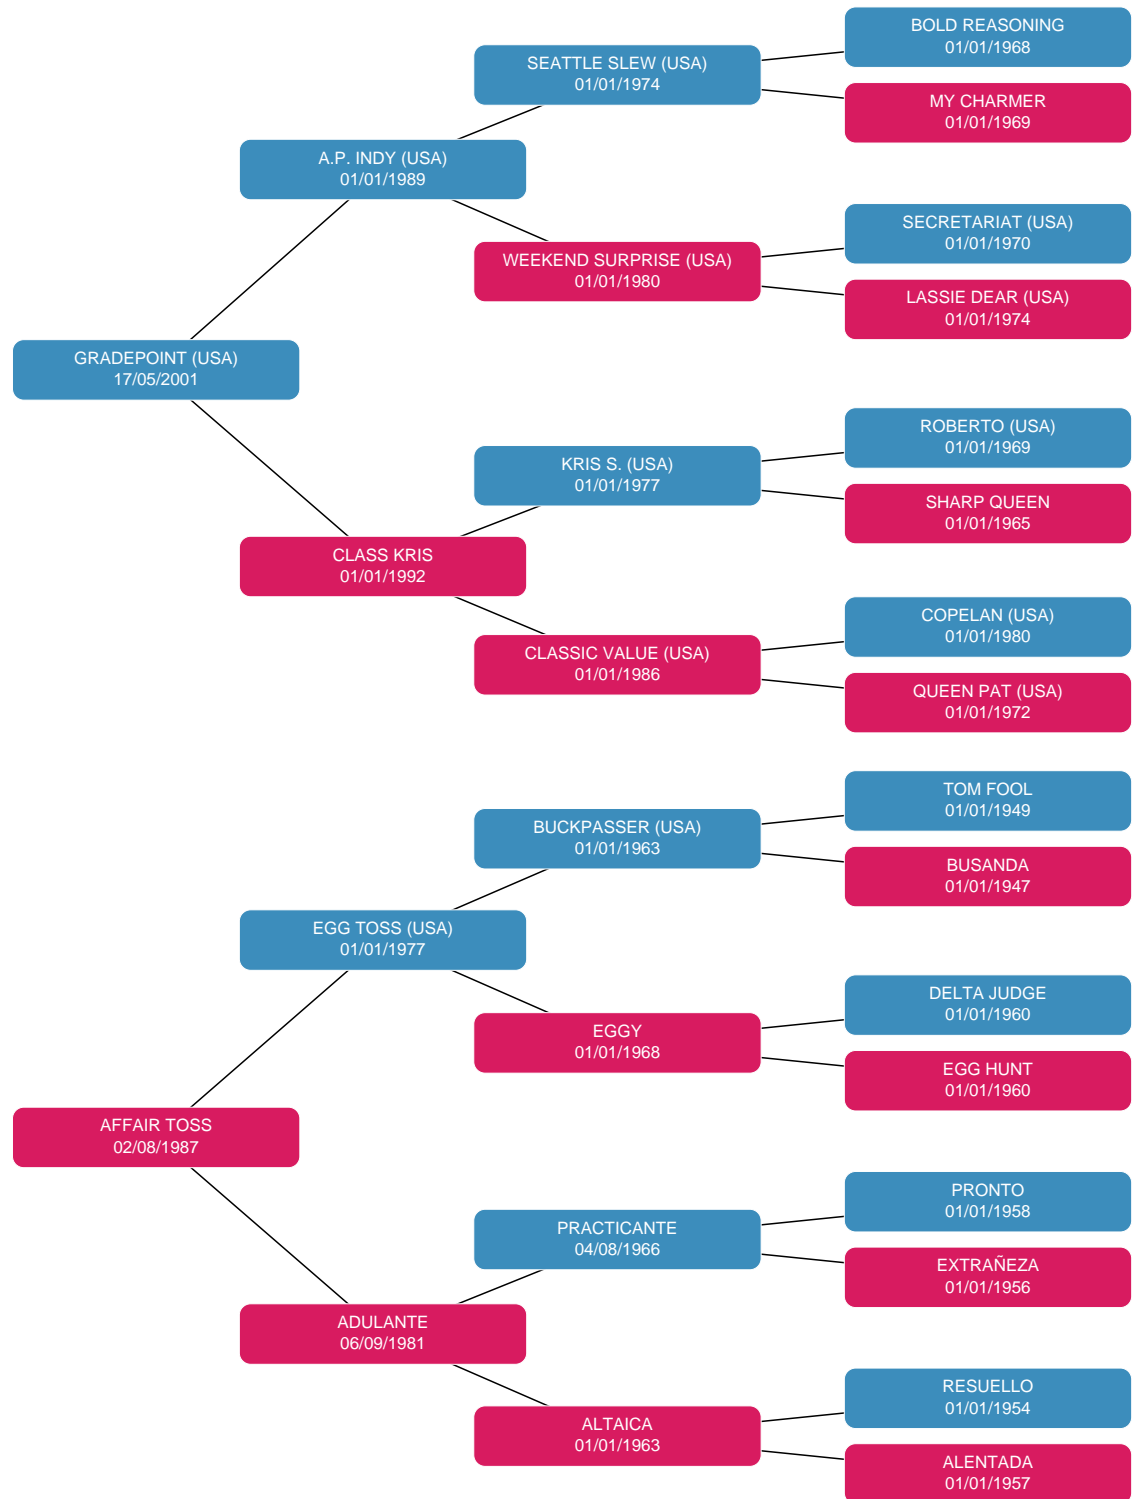 BOLD REASONING
01/01/1968
SEATTLE SLEW (USA)
01/01/1974
MY CHARMER
01/01/1969
A.P. INDY (USA)
01/01/1989
SECRETARIAT (USA)
01/01/1970
WEEKEND SURPRISE (USA)
01/01/1980
LASSIE DEAR (USA)
01/01/1974
GRADEPOINT (USA)
17/05/2001
ROBERTO (USA)
01/01/1969
KRIS S. (USA)
01/01/1977
SHARP QUEEN
01/01/1965
CLASS KRIS
01/01/1992
COPELAN (USA)
01/01/1980
CLASSIC VALUE (USA)
01/01/1986
QUEEN PAT (USA)
01/01/1972
TOM FOOL
01/01/1949
BUCKPASSER (USA)
01/01/1963
BUSANDA
01/01/1947
EGG TOSS (USA)
01/01/1977
DELTA JUDGE
01/01/1960
EGGY
01/01/1968
EGG HUNT
01/01/1960
AFFAIR TOSS
02/08/1987
PRONTO
01/01/1958
PRACTICANTE
04/08/1966
EXTRAÑEZA
01/01/1956
ADULANTE
06/09/1981
RESUELLO
01/01/1954
ALTAICA
01/01/1963
ALENTADA
01/01/1957